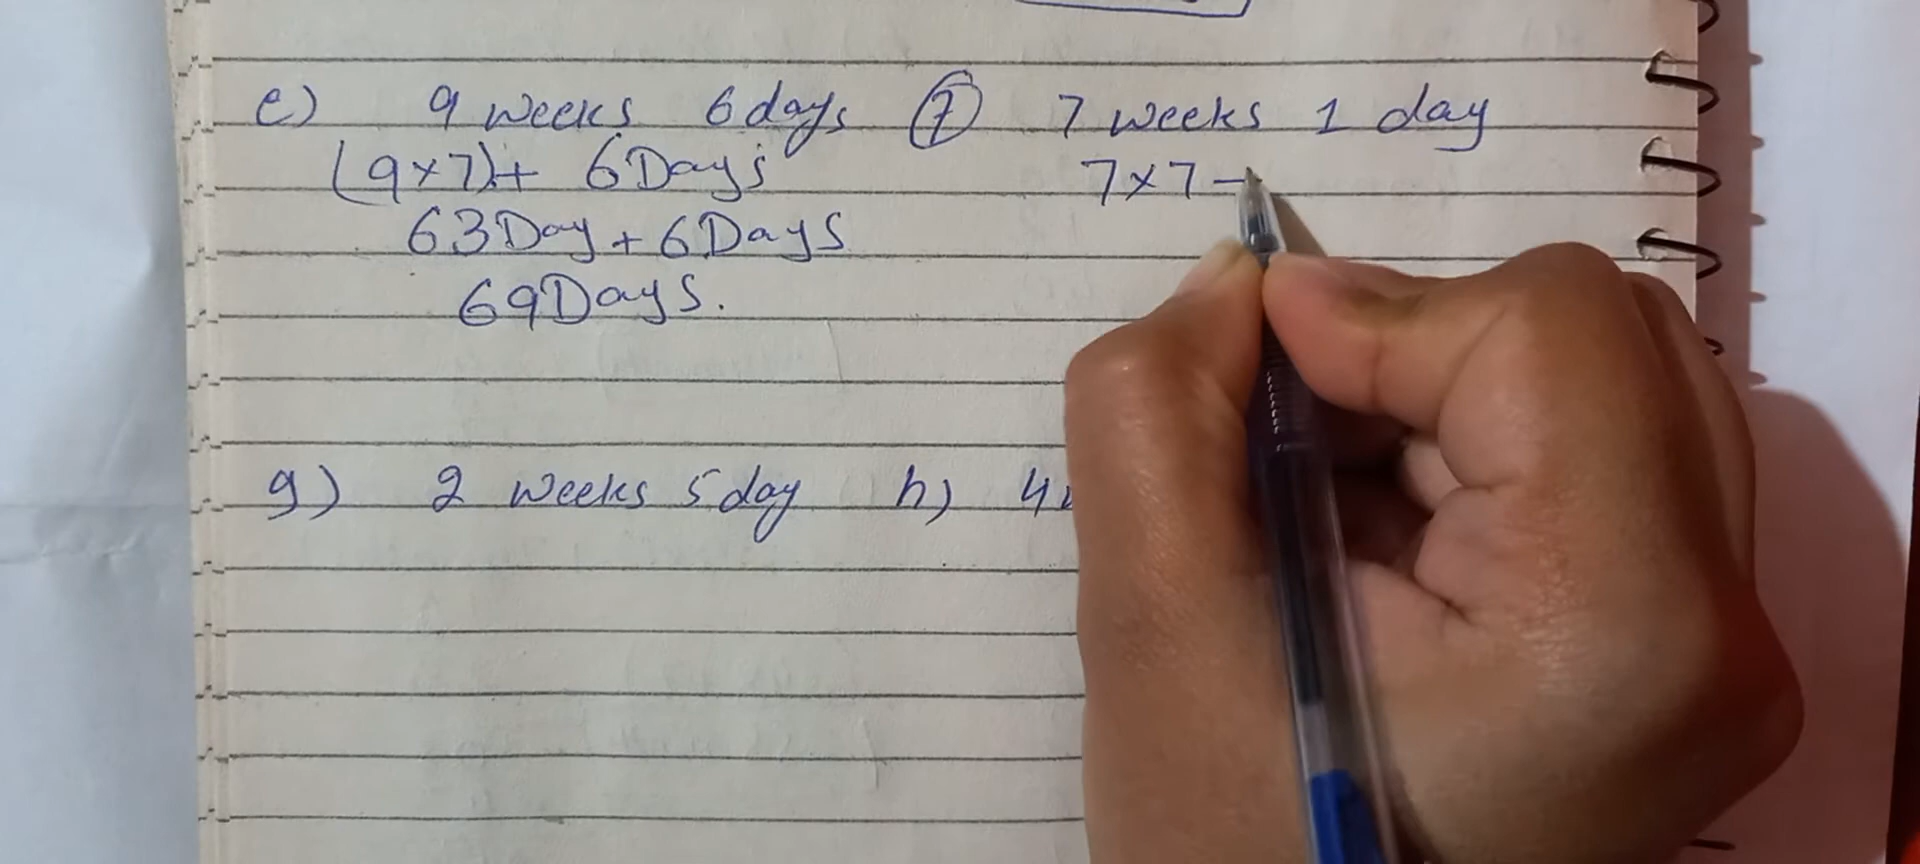 e) 9 weeks 6 days
(9×7)+ 6 Days
63 Day + 6 Days
69 Days.
f 7 weeks 1 day
7×7 -
g) 2 weeks 5 day
h) 4